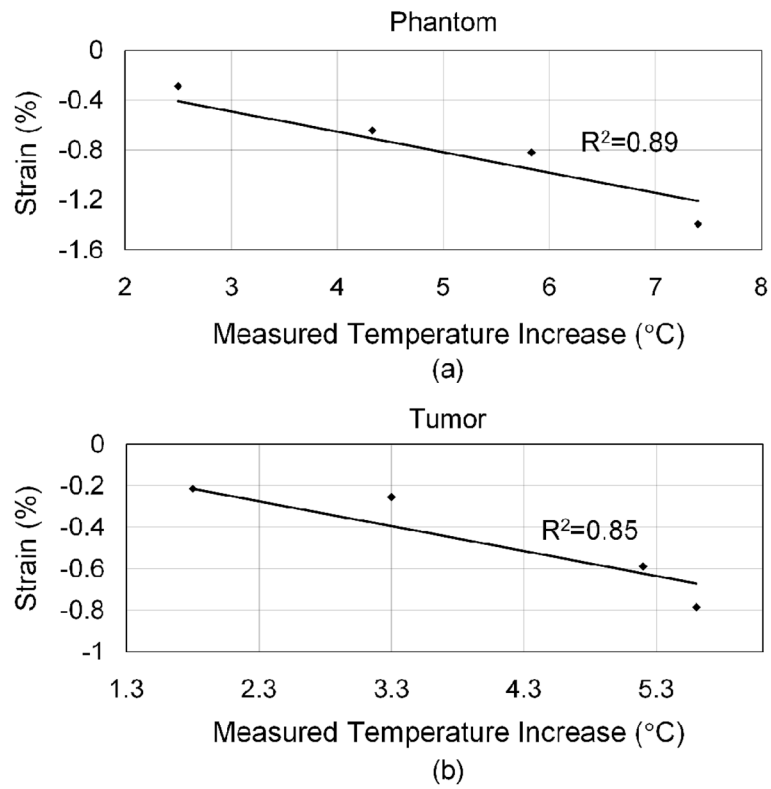 Phantom
0
-0.4
-0.8
-1.2
-1.6
Strain (%)
R²=0.89
2 3 4 5 6 7 8
Measured Temperature Increase (°C)
(a)
Tumor
0
-0.2
-0.4
-0.6
-0.8
-1
Strain (%)
R²=0.85
1.3 2.3 3.3 4.3 5.3
Measured Temperature Increase (°C)
(b)